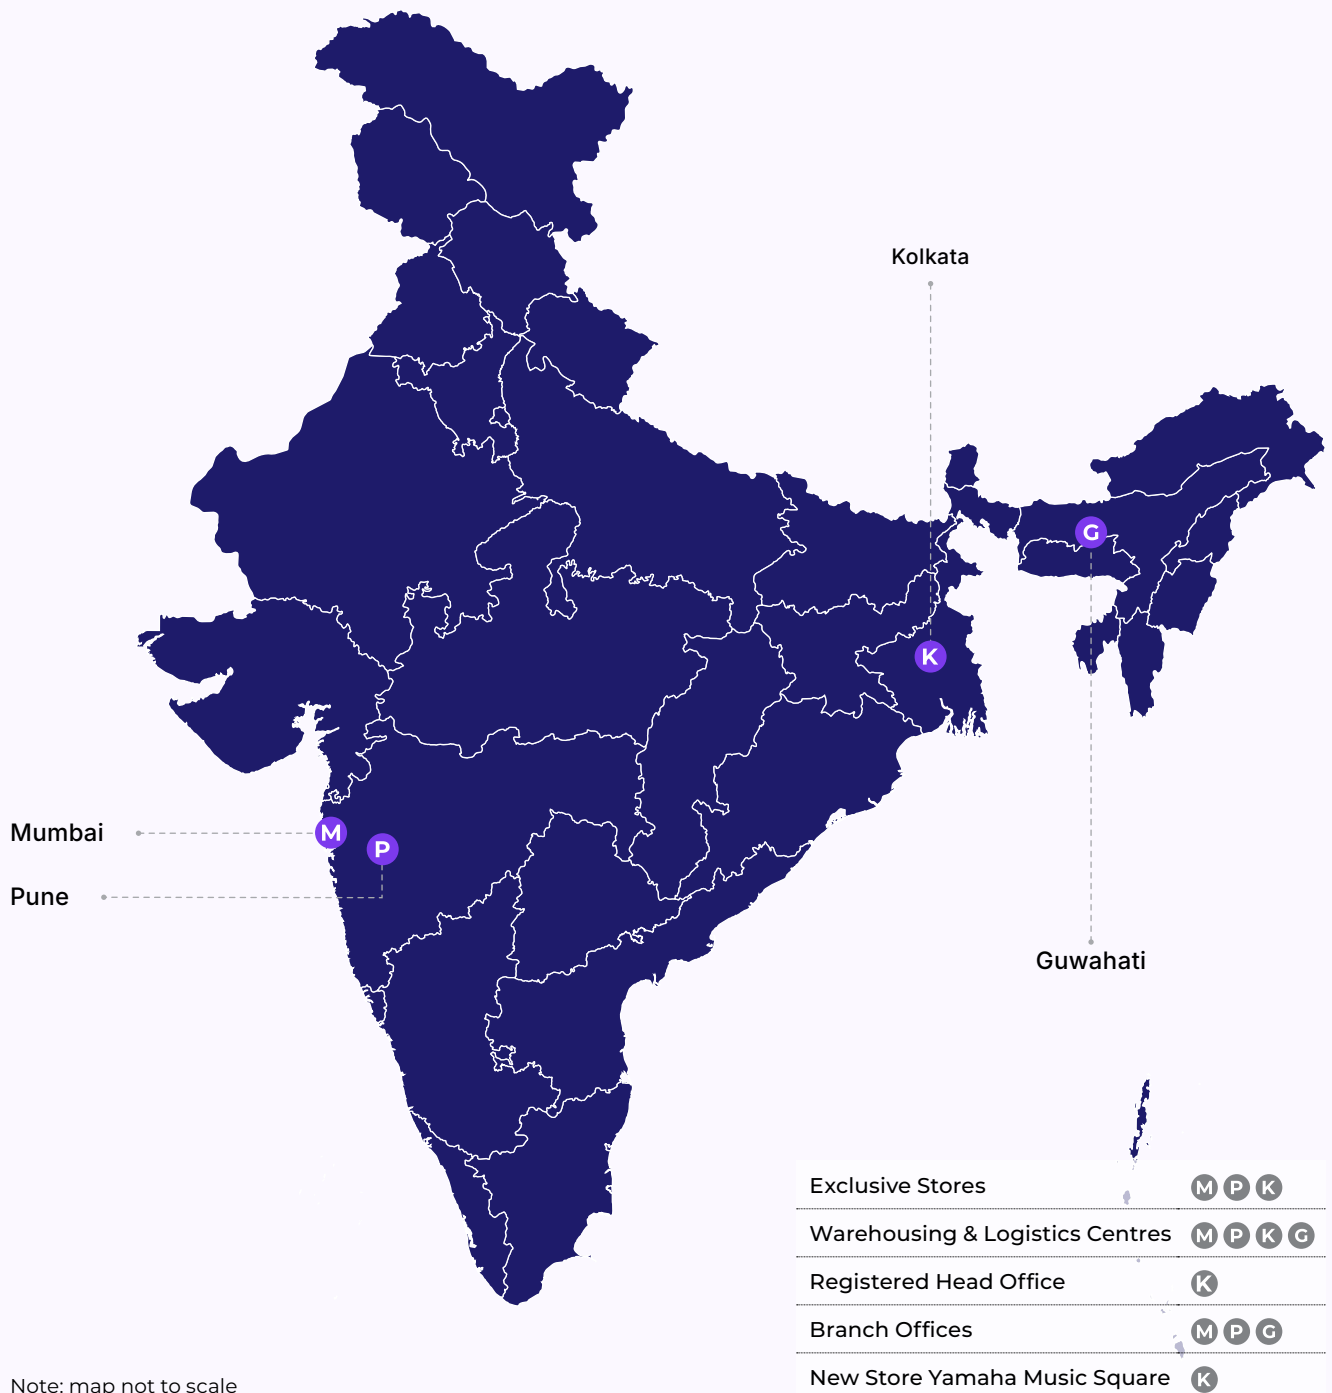 Kolkata
G
K
Mumbai
M
P
Pune
Guwahati
Exclusive Stores M P K
Warehousing & Logistics Centres M P K G
Registered Head Office K
Branch Offices M P G
New Store Yamaha Music Square K
Note: map not to scale